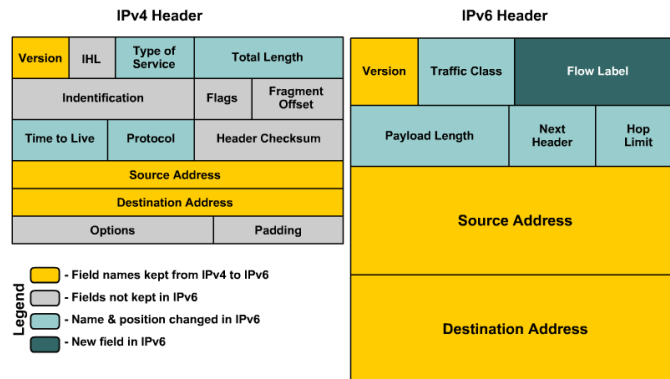 IPv4 Header
IPv6 Header
Version
IHL
Type of
Service
Total Length
Indentification
Flags
Fragment
Offset
Time to Live
Protocol
Header Checksum
Source Address
Destination Address
Options
Padding
Version
Traffic Class
Flow Label
Payload Length
Next
Header
Hop
Limit
Source Address
Destination Address
Legend
- Field names kept from IPv4 to IPv6
- Fields not kept in IPv6
- Name & position changed in IPv6
- New field in IPv6